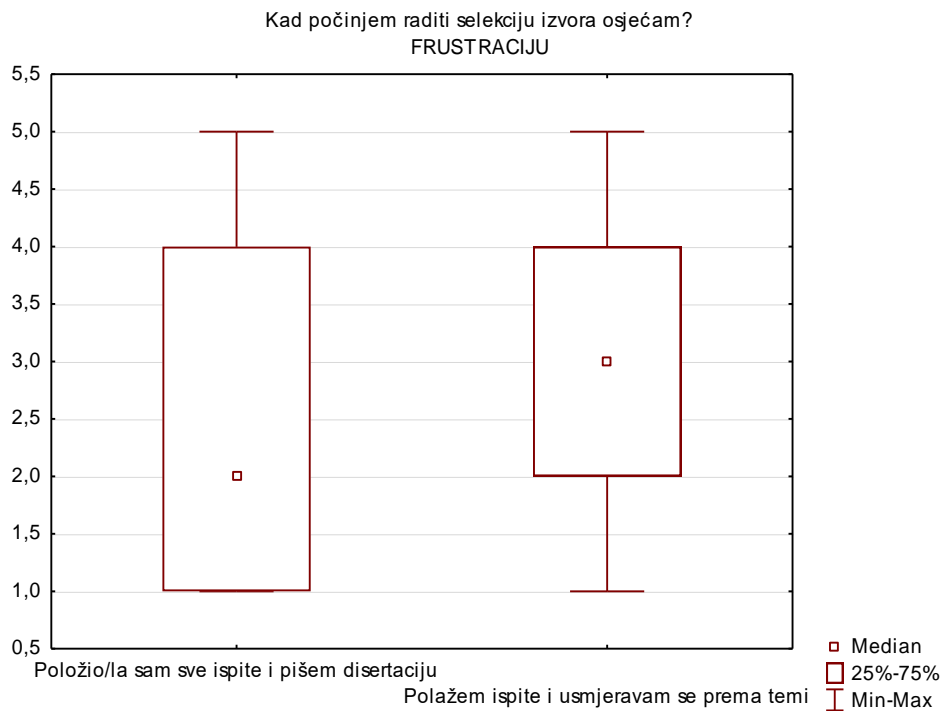 Kad počinjem raditi selekciju izvora osjećam?
FRUSTRACIJU
5,5
5,0
4,5
4,0
3,5
3,0
2,5
2,0
1,5
1,0
0,5
Položio/la sam sve ispite i pišem disertaciju
Polažem ispite i usmjeravam se prema temi
Median
25%-75%
Min-Max